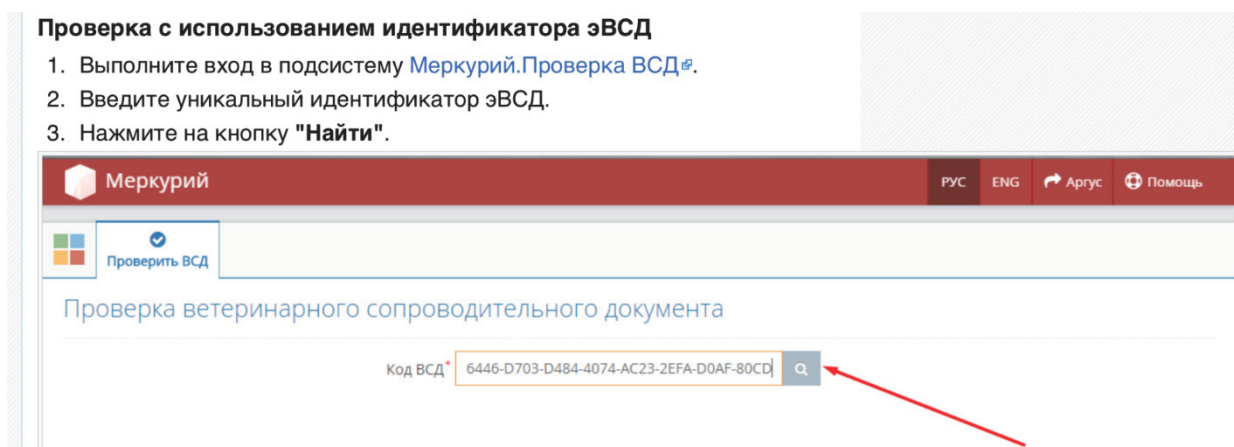 Проверка с использованием идентификатора эВСД
1. Выполните вход в подсистему Меркурий.Проверка ВСД.
2. Введите уникальный идентификатор эВСД.
3. Нажмите на кнопку "Найти".
Меркурий РУС ENG Аргус Помощь
Проверить ВСД
Проверка ветеринарного сопроводительного документа
Код ВСД* 6446-D703-D484-4074-AC23-2EFA-D0AF-80CD